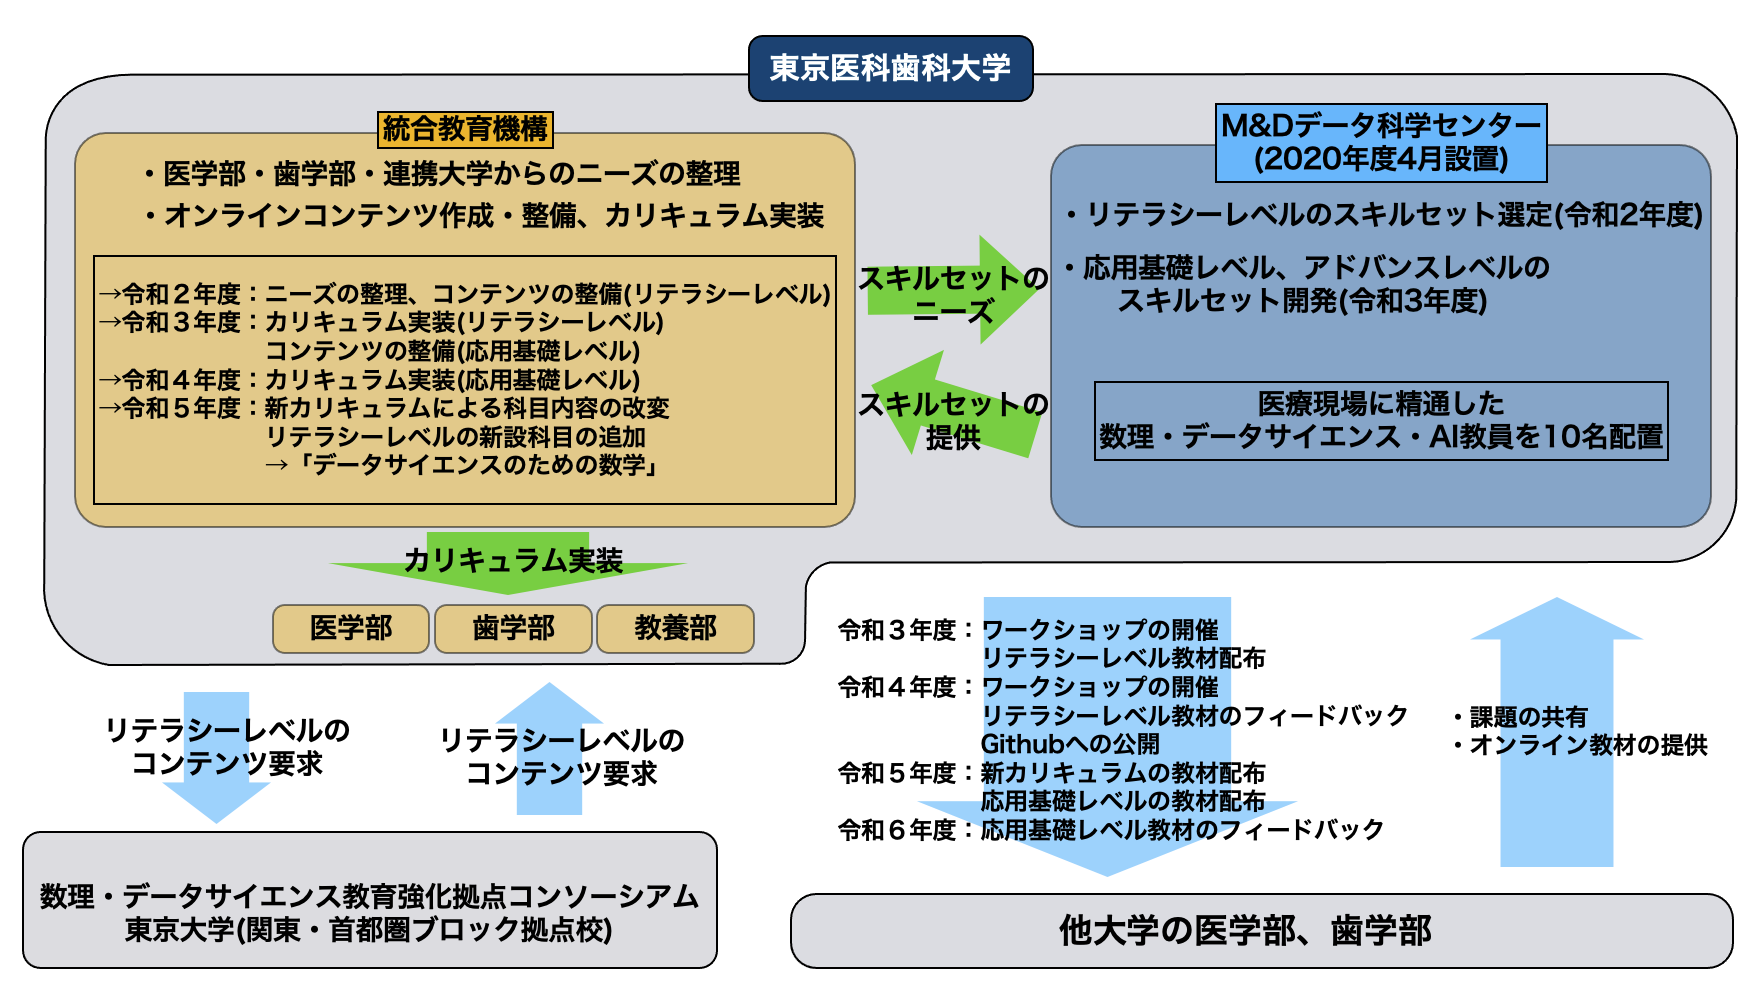 東京医科歯科大学
統合教育機構
・医学部・歯学部・連携大学からのニーズの整理
・オンラインコンテンツ作成・整備、カリキュラム実装
→令和２年度：ニーズの整理、コンテンツの整備(リテラシーレベル)
→令和３年度：カリキュラム実装(リテラシーレベル)
コンテンツの整備(応用基礎レベル)
→令和４年度：カリキュラム実装(応用基礎レベル)
→令和５年度：新カリキュラムによる科目内容の改変
リテラシーレベルの新設科目の追加
→「データサイエンスのための数学」
スキルセットの
ニーズ
スキルセットの
提供
M&Dデータ科学センター
(2020年度4月設置)
・リテラシーレベルのスキルセット選定(令和2年度)
・応用基礎レベル、アドバンスレベルの
スキルセット開発(令和3年度)
医療現場に精通した
数理・データサイエンス・AI教員を10名配置
カリキュラム実装
医学部
歯学部
教養部
リテラシーレベルの
コンテンツ要求
リテラシーレベルの
コンテンツ要求
令和３年度：ワークショップの開催
リテラシーレベル教材配布
令和４年度：ワークショップの開催
リテラシーレベル教材のフィードバック
Githubへの公開
令和５年度：新カリキュラムの教材配布
応用基礎レベルの教材配布
令和６年度：応用基礎レベル教材のフィードバック
・課題の共有
・オンライン教材の提供
数理・データサイエンス教育強化拠点コンソーシアム
東京大学(関東・首都圏ブロック拠点校)
他大学の医学部、歯学部